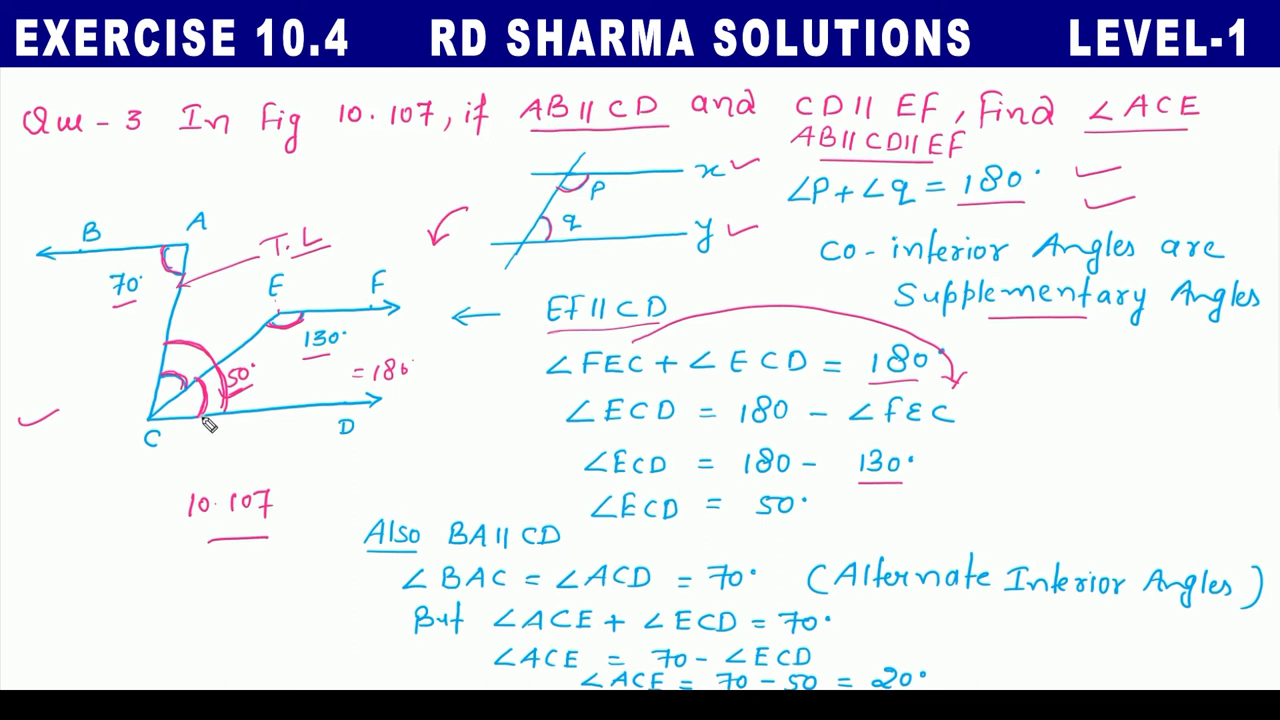 EXERCISE 10.4 RD SHARMA SOLUTIONS LEVEL-1
Que - 3 In Fig 10.107, if AB∥CD and CD∥EF, Find ∠ACE
AB∥CD∥EF
x
P
∠P+∠q = 180°
q
y
Co-interior Angles are
Supplementary Angles
B A
T.L
70°
E F
130°
50°
= 180
C D
10.107
EF∥CD
∠FEC + ∠ECD = 180°
∠ECD = 180 - ∠FEC
∠ECD = 180 - 130°
∠ECD = 50°
Also BA∥CD
∠BAC = ∠ACD = 70° (Alternate Interior Angles)
But ∠ACE + ∠ECD = 70°
∠ACE = 70 - ∠ECD
∠ACE = 70 - 50 = 20°